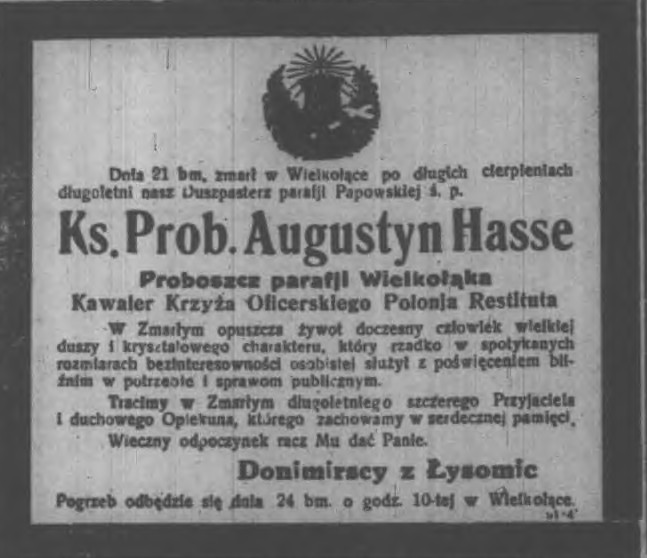 Dnia 21 bm. zmarł w Wielkołące po długich cierpieniach
długoletni nasz Duszpasterz parafji Papowskiej ś. p.
Ks. Prob. Augustyn Hasse
Proboszcz parafji Wielkołąka
Kawaler Krzyża Oficerskiego Polonja Restituta
W Zmarłym opuszcza żywot doczesny człowiek wielkiej
duszy i kryształowego charakteru, który rzadko w spotykanych
rozmiarach bezinteresowności osobistej służył z poświęceniem bli-
źnim w potrzebie i sprawom publicznym.
Tracimy w Zmarłym długoletniego szczerego Przyjaciela
i duchowego Opiekuna, którego zachowamy w serdecznej pamięci.
Wieczny odpoczynek racz Mu dać Panie.
Donimirscy z Łysomic
Pogrzeb odbędzie się dnia 24 bm. o godz. 10-tej w Wielkołące.